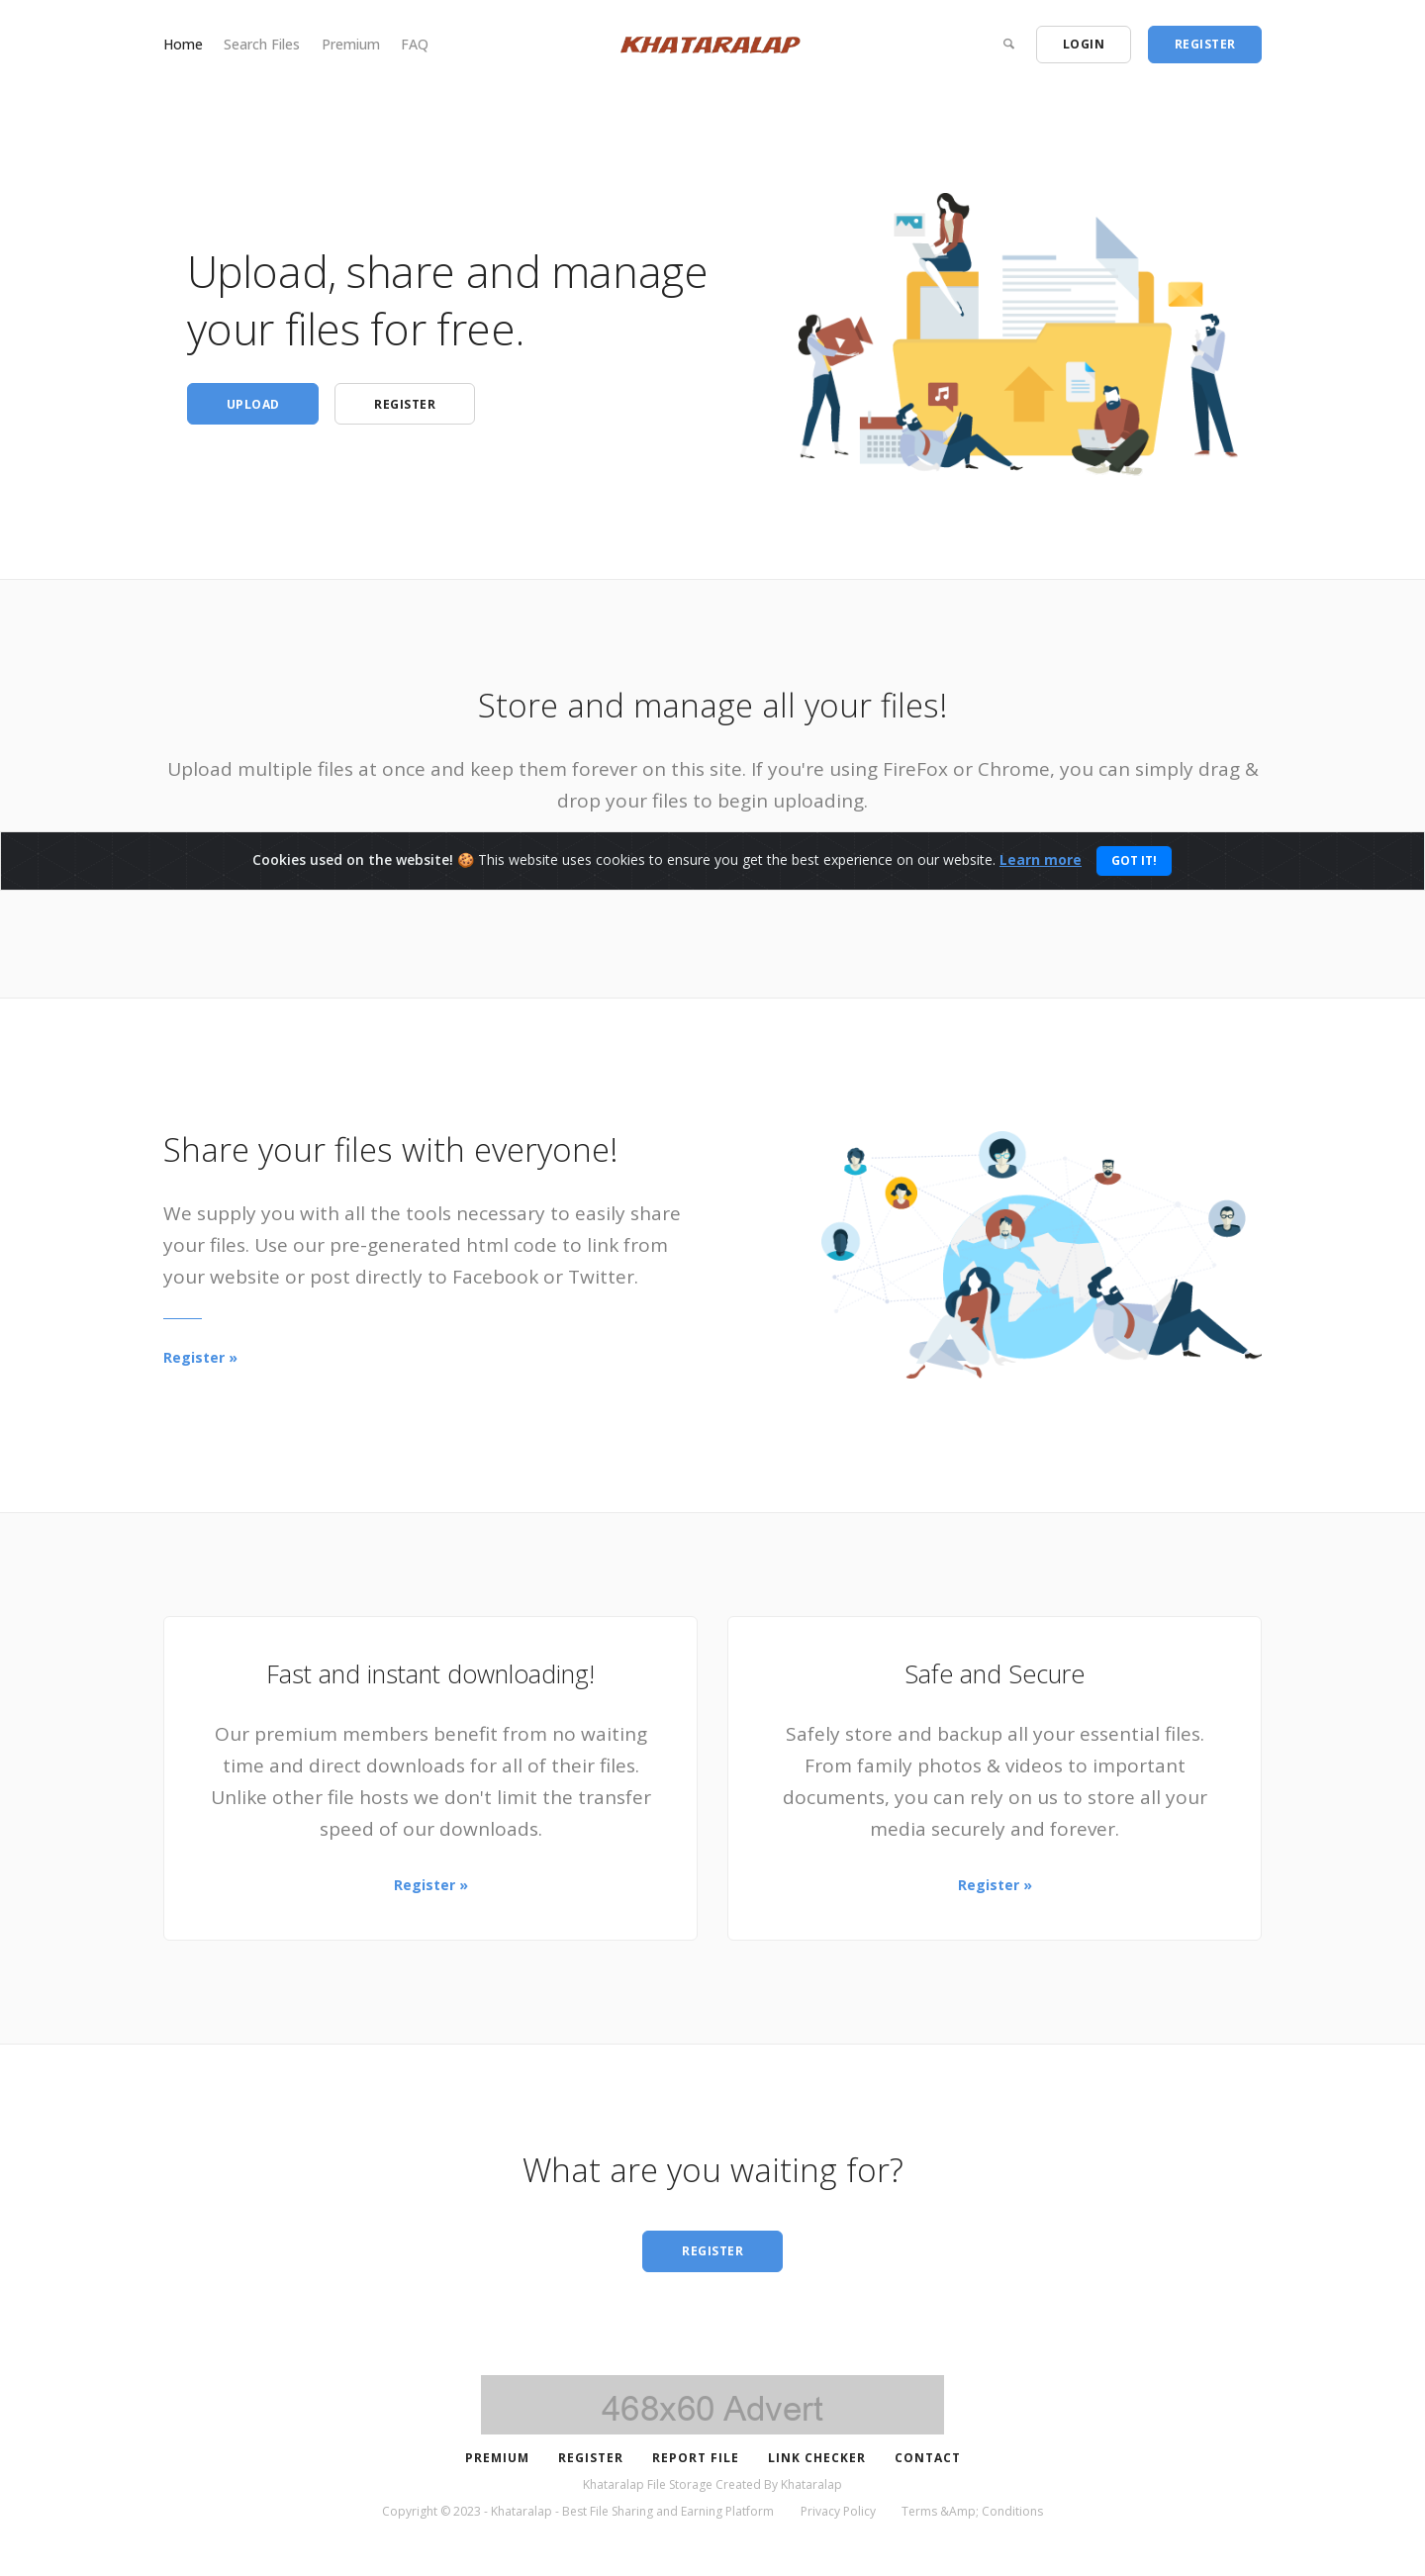 Home Search Files Premium FAQ KHATARALAP LOGIN REGISTER
Upload, share and manage
your files for free.
UPLOAD REGISTER
Store and manage all your files!
Upload multiple files at once and keep them forever on this site. If you're using FireFox or Chrome, you can simply drag &
drop your files to begin uploading.
Cookies used on the website! 🍪 This website uses cookies to ensure you get the best experience on our website. Learn more GOT IT!
Share your files with everyone!
We supply you with all the tools necessary to easily share
your files. Use our pre-generated html code to link from
your website or post directly to Facebook or Twitter.
Register »
Fast and instant downloading!
Our premium members benefit from no waiting
time and direct downloads for all of their files.
Unlike other file hosts we don't limit the transfer
speed of our downloads.
Register »
Safe and Secure
Safely store and backup all your essential files.
From family photos & videos to important
documents, you can rely on us to store all your
media securely and forever.
Register »
What are you waiting for?
REGISTER
468x60 Advert
PREMIUM REGISTER REPORT FILE LINK CHECKER CONTACT
Khataralap File Storage Created By Khataralap
Copyright © 2023 - Khataralap - Best File Sharing and Earning Platform Privacy Policy Terms &Amp; Conditions